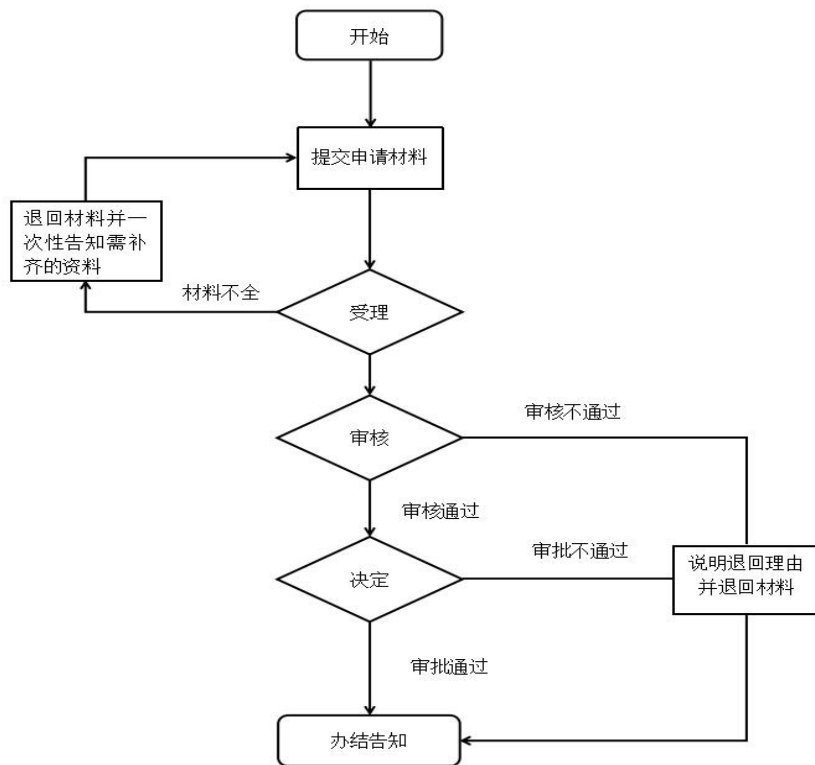 开始
提交申请材料
退回材料并一
次性告知需补
齐的资料
材料不全
受理
审核不通过
审核
审核通过
审批不通过
说明退回理由
并退回材料
决定
审批通过
办结告知